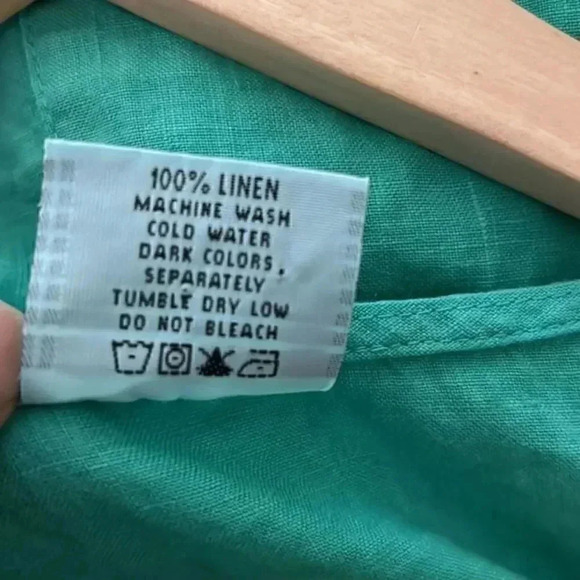 100% LINEN
MACHINE WASH
COLD WATER
DARK COLORS,
SEPARATELY
TUMBLE DRY LOW
DO NOT BLEACH